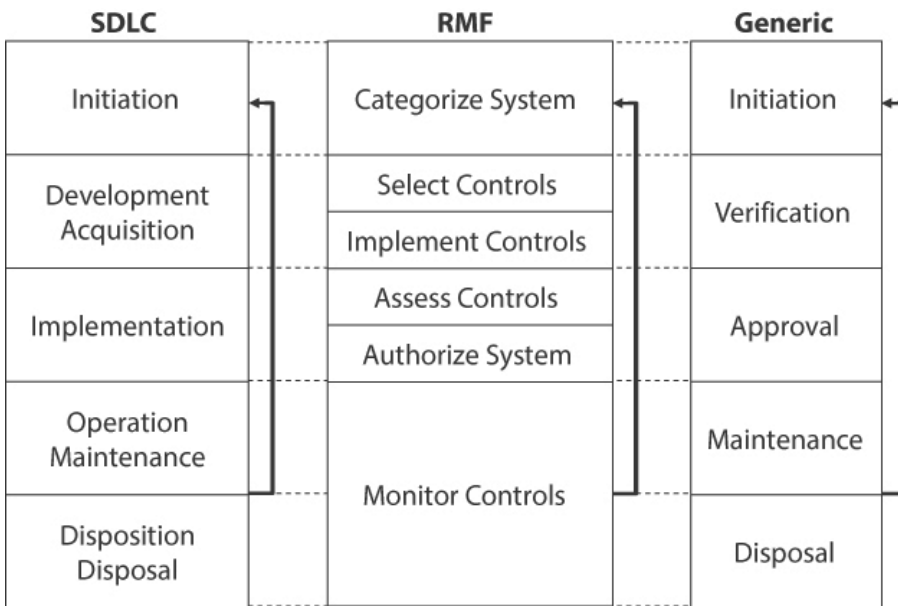 SDLC
RMF
Generic
Initiation
Categorize System
Initiation
Development
Acquisition
Select Controls
Implement Controls
Verification
Implementation
Assess Controls
Authorize System
Approval
Operation
Maintenance
Monitor Controls
Maintenance
Disposition
Disposal
Disposal